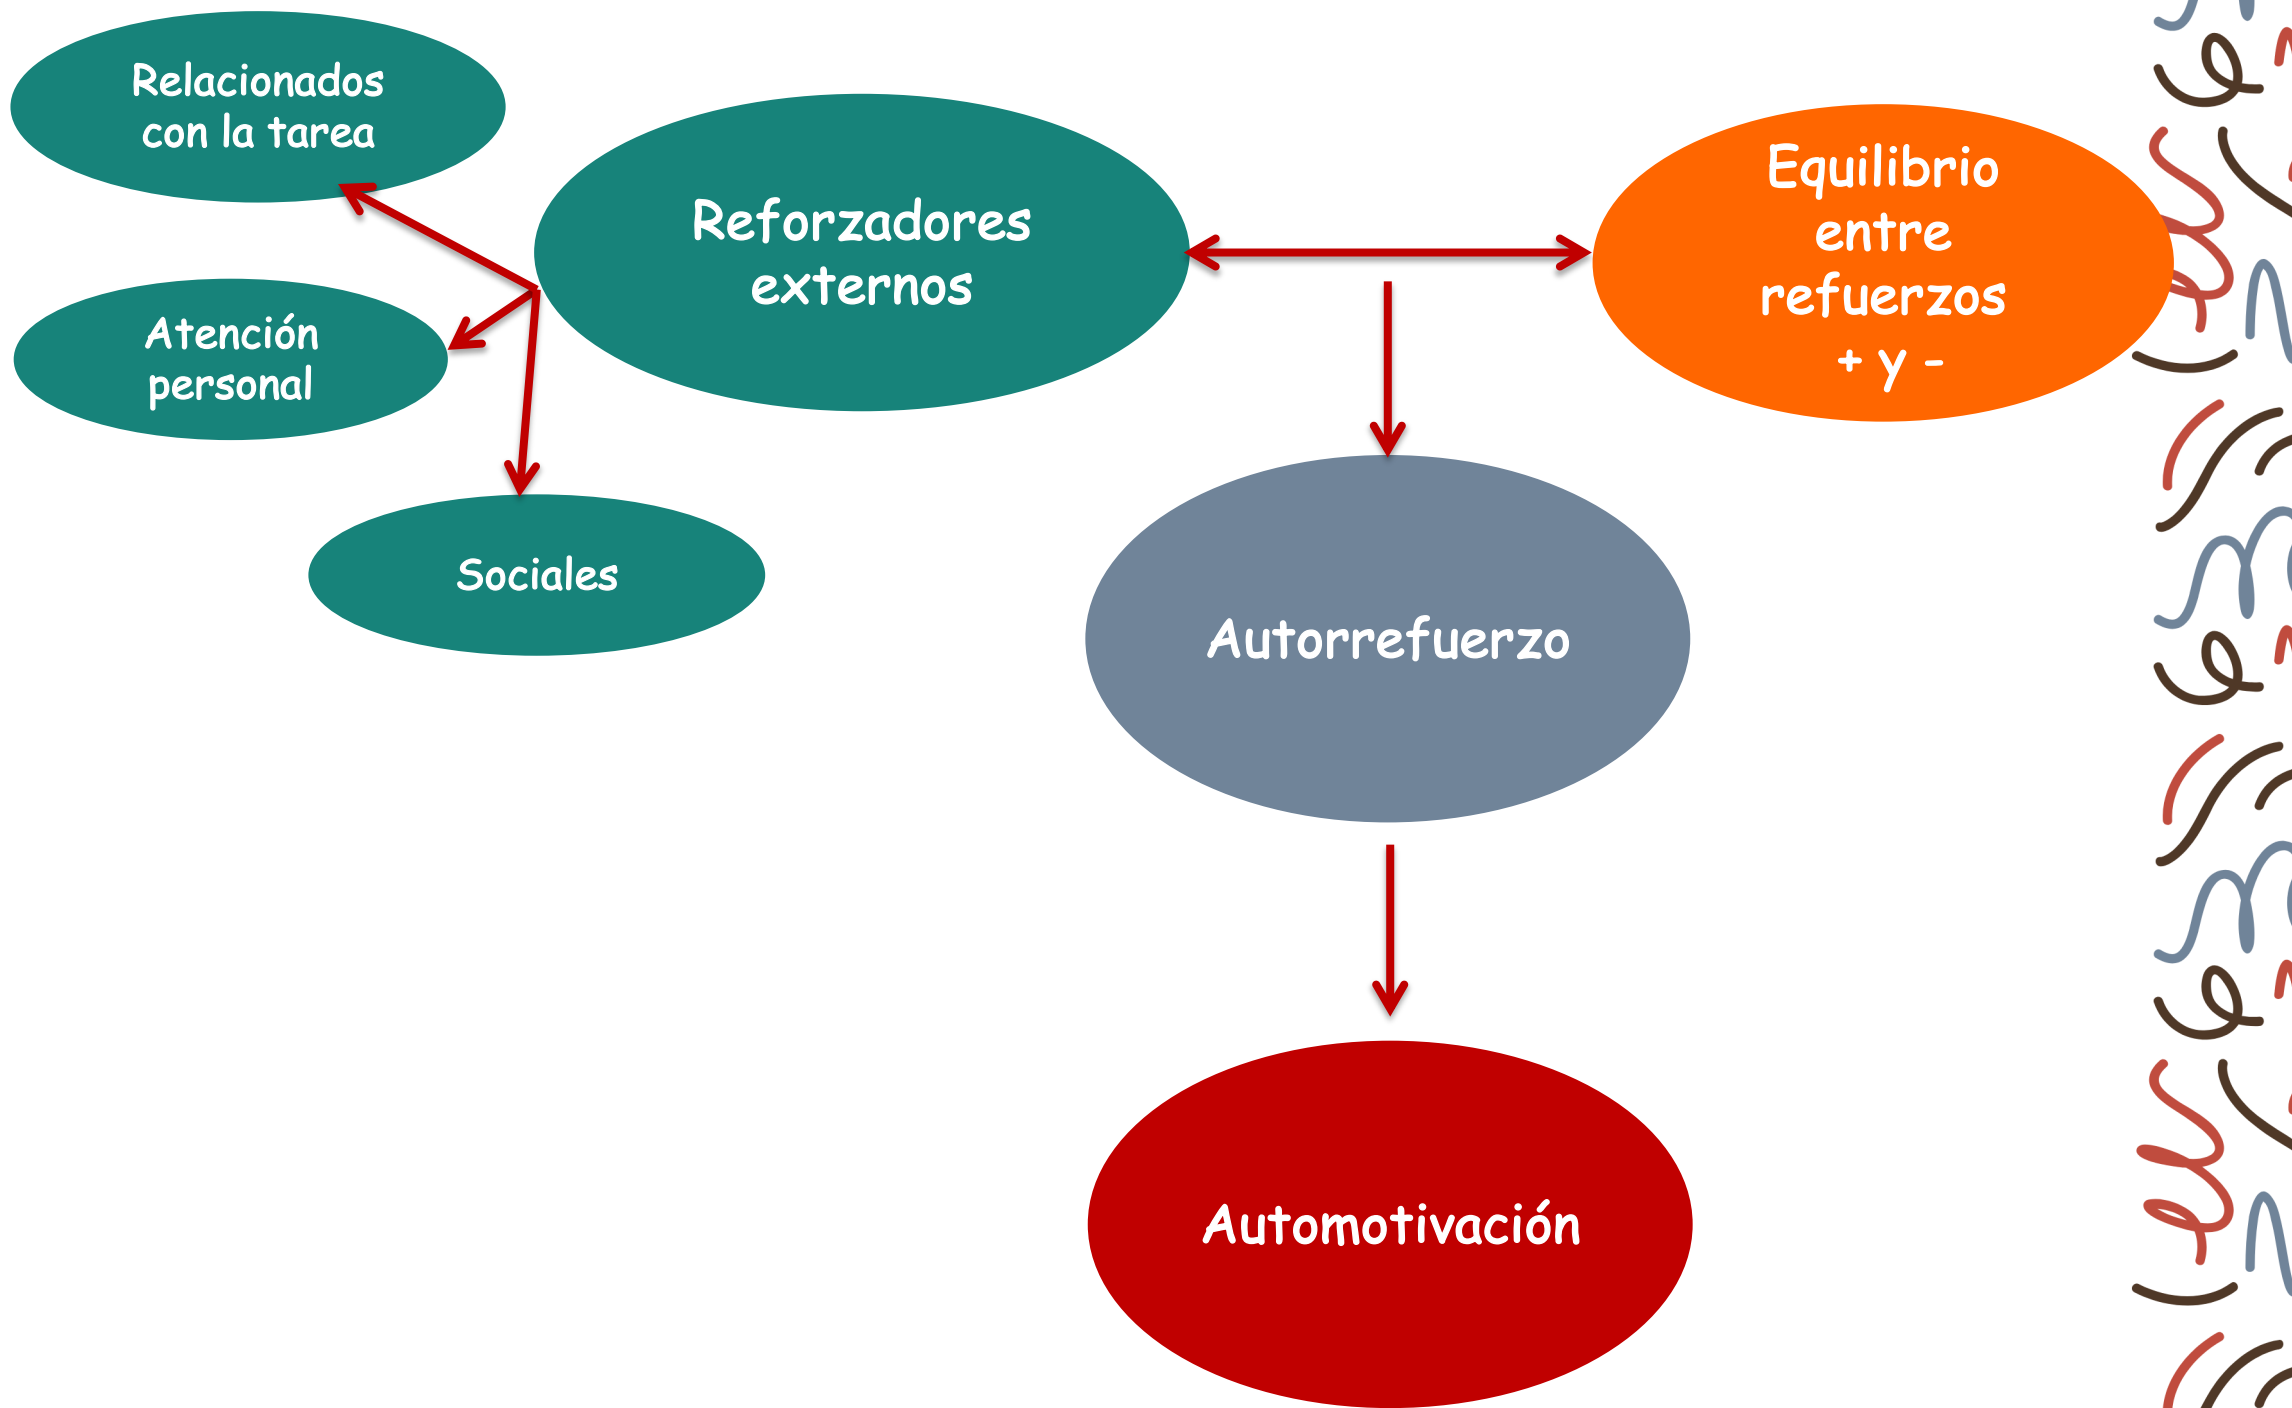 Relacionados
con la tarea
Reforzadores
externos
Equilibrio
entre
refuerzos
+ y -
Atención
personal
Sociales
Autorrefuerzo
Automotivación